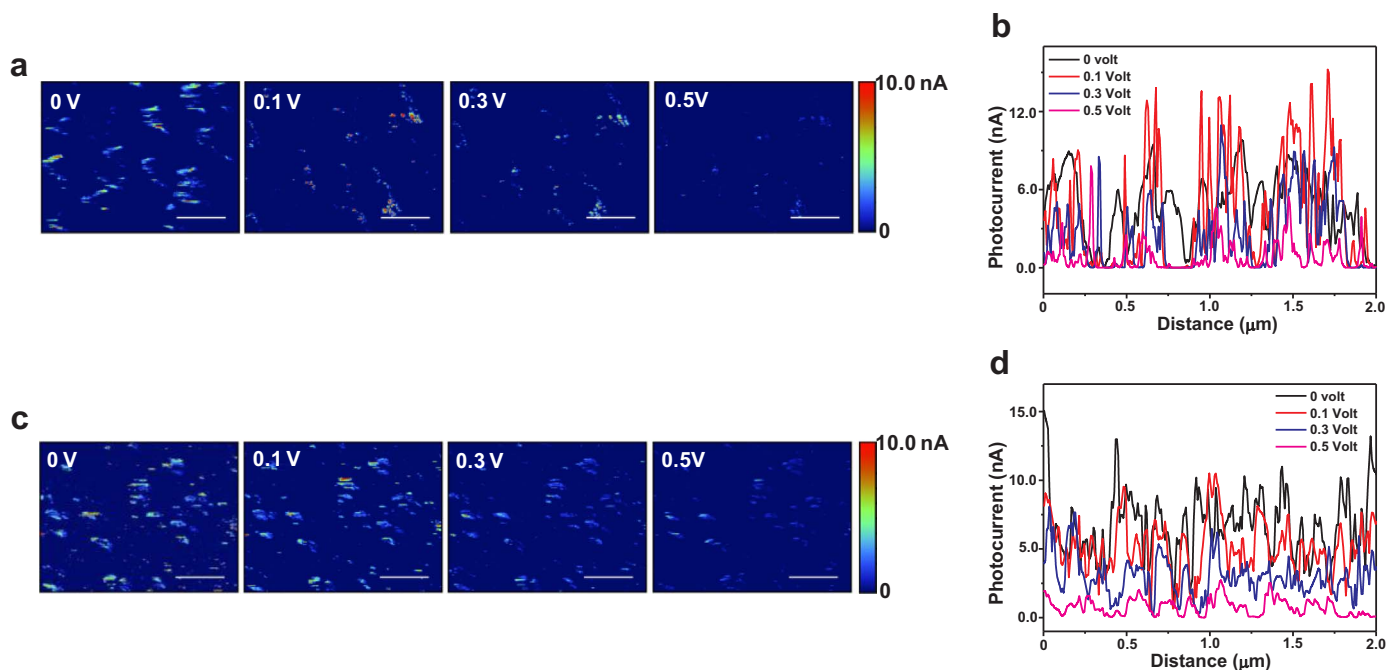 a
0 V
0.1 V
0.3 V
0.5V
10.0 nA
0
b
0 volt
0.1 Volt
0.3 Volt
0.5 Volt
12.0
6.0
0.0
Photocurrent (nA)
0
0.5
1.0
1.5
2.0
Distance (μm)
c
0 V
0.1 V
0.3 V
0.5V
10.0 nA
0
d
0 volt
0.1 Volt
0.3 Volt
0.5 Volt
15.0
10.0
5.0
0.0
Photocurrent (nA)
0
0.5
1.0
1.5
2.0
Distance (μm)